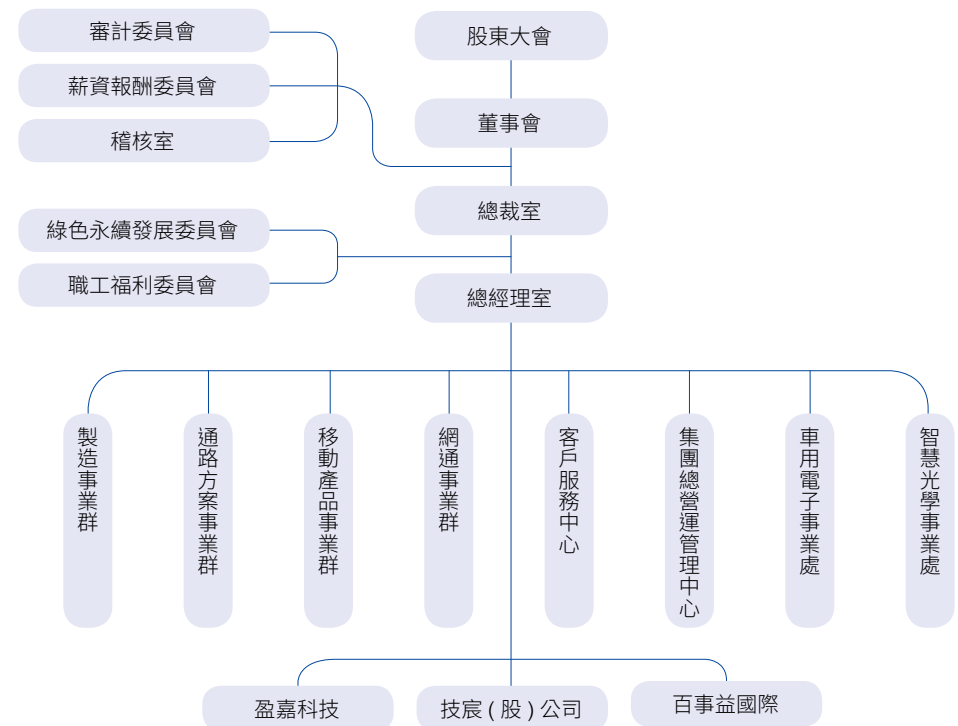 審計委員會
薪資報酬委員會
稽核室
股東大會
董事會
總裁室
綠色永續發展委員會
職工福利委員會
總經理室
製造事業群
通路方案事業群
移動產品事業群
網通事業群
客戶服務中心
集團總營運管理中心
車用電子事業處
智慧光學事業處
盈嘉科技
技宸 ( 股 ) 公司
百事益國際